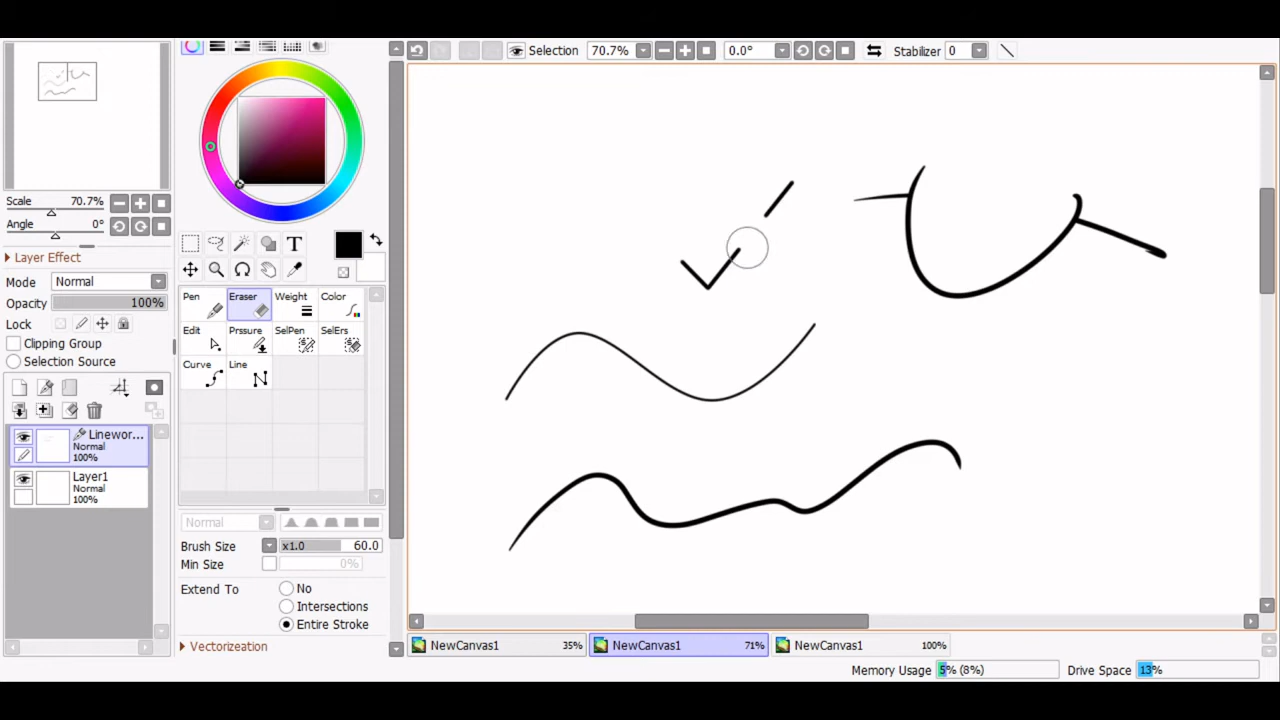 Selection 70.7% 0.0° Stabilizer 0
Scale 70.7%
Angle 0°
Layer Effect
Mode Normal
Opacity 100%
Lock
Clipping Group
Selection Source
Linewor...
Normal
100%
Layer1
Normal
100%
T
Pen Eraser Weight Color
Edit Prssure SelPen SelErs
Curve Line
Normal
Brush Size x1.0 60.0
Min Size 0%
Extend To No
Intersections
Entire Stroke
Vectorization
NewCanvas1 35% NewCanvas1 71% NewCanvas1 100%
Memory Usage 5% (8%) Drive Space 13%